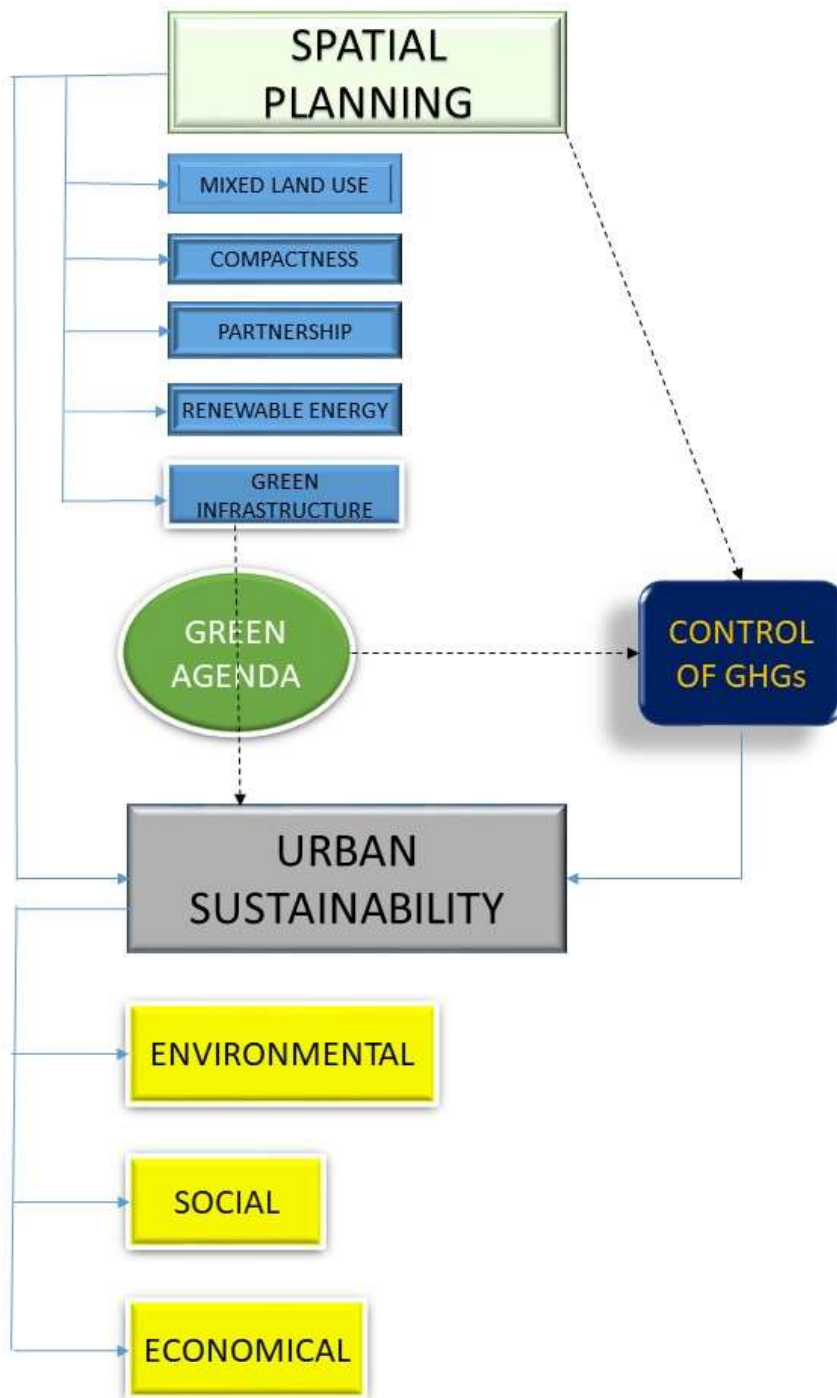 SPATIAL
PLANNING
MIXED LAND USE
COMPACTNESS
PARTNERSHIP
RENEWABLE ENERGY
GREEN
INFRASTRUCTURE
GREEN
AGENDA
CONTROL
OF GHGs
URBAN
SUSTAINABILITY
ENVIRONMENTAL
SOCIAL
ECONOMICAL